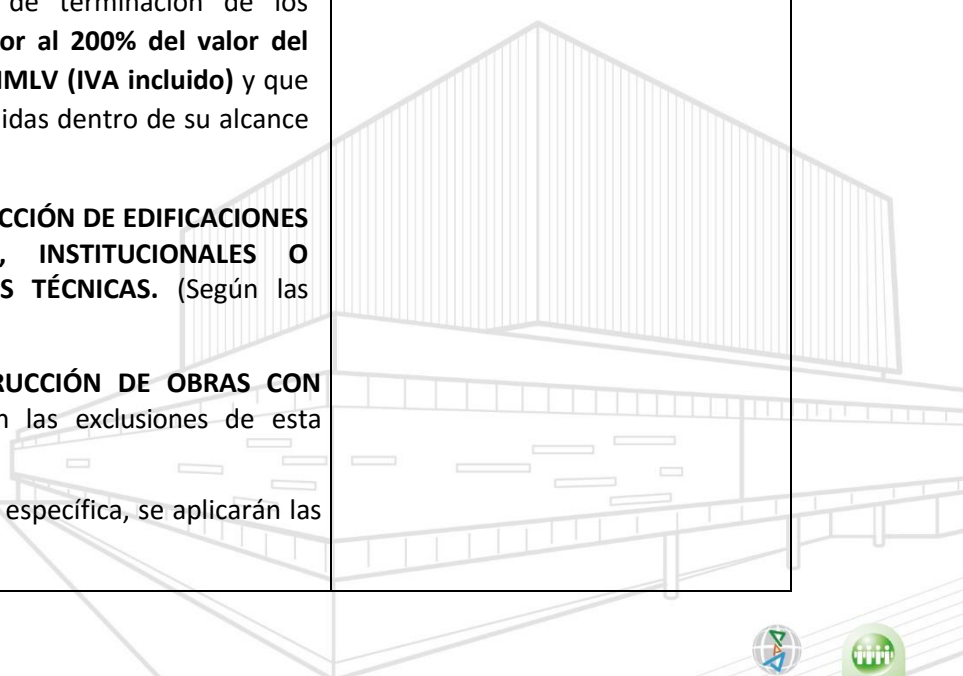 de terminación de los
or al 200% del valor del
MLV (IVA incluido) y que
idas dentro de su alcance
CCIÓN DE EDIFICACIONES
, INSTITUCIONALES O
S TÉCNICAS. (Según las
RUCCIÓN DE OBRAS CON
n las exclusiones de esta
específica, se aplicarán las